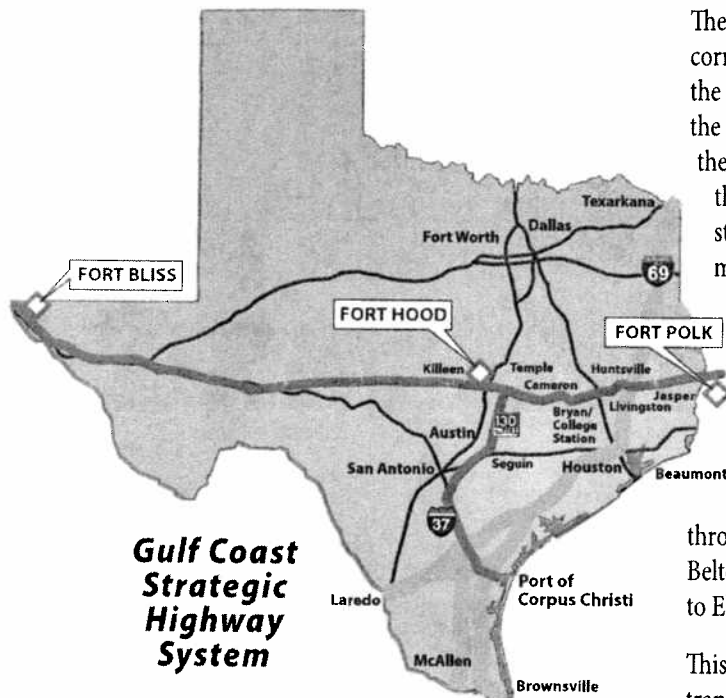 The
corr
the
the
the
th
st
m
Texarkana
Fort Worth
Dallas
69
FORT BLISS
FORT HOOD
FORT POLK
Killeen
Temple
Cameron
Huntsville
Jasper
Livingston
Bryan/
College
Station
130
Austin
Seguin
Houston
San Antonio
Beaumont
37
Gulf Coast
Strategic
Highway
System
Laredo
Port of
Corpus Christi
McAllen
Brownsville
thro
Belt
to E
This
tran